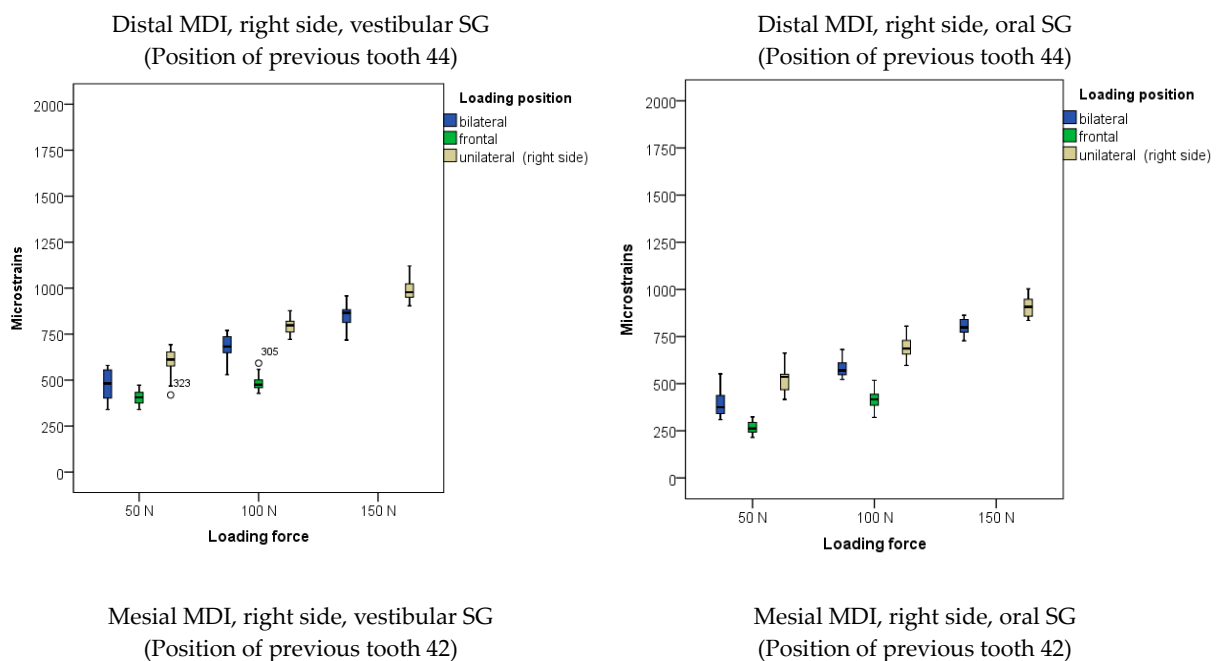 Distal MDI, right side, vestibular SG
(Position of previous tooth 44)
Loading position
bilateral
frontal
unilateral (right side)
2000
1750
1500
1250
1000
750
500
250
0
Microstrains
323
305
50 N
100 N
150 N
Loading force
Distal MDI, right side, oral SG
(Position of previous tooth 44)
Loading position
bilateral
frontal
unilateral (right side)
2000
1750
1500
1250
1000
750
500
250
0
Microstrains
50 N
100 N
150 N
Loading force
Mesial MDI, right side, vestibular SG
(Position of previous tooth 42)
Mesial MDI, right side, oral SG
(Position of previous tooth 42)